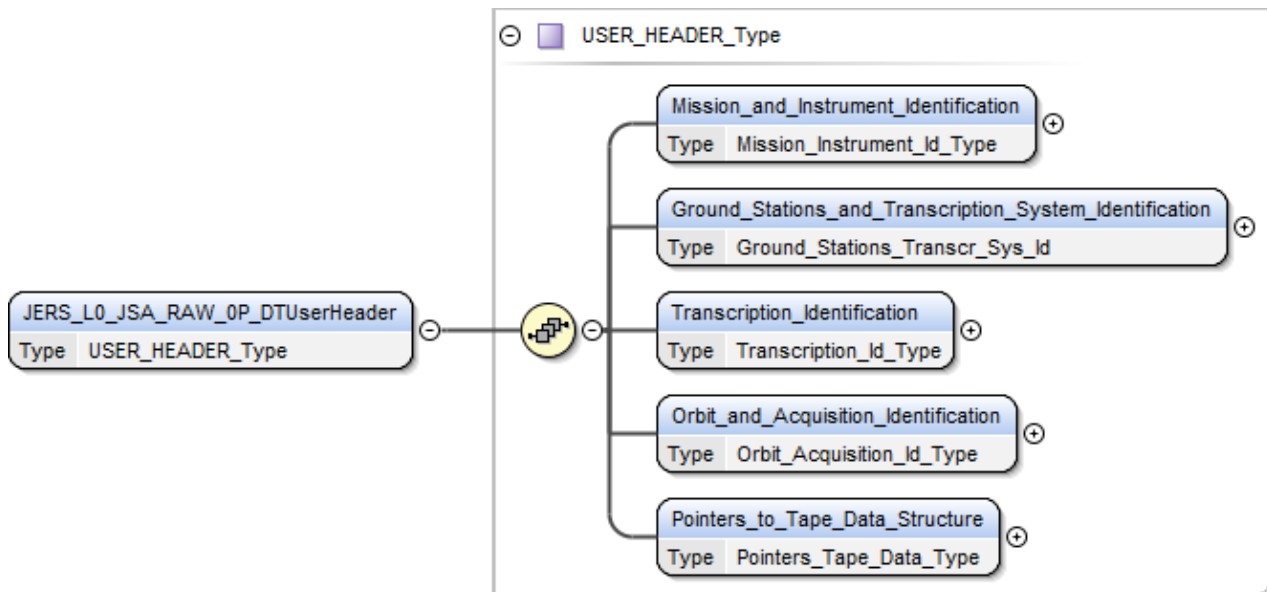 USER_HEADER_Type
Mission_and_Instrument_Identification
Type Mission_Instrument_Id_Type
Ground_Stations_and_Transcription_System_Identification
Type Ground_Stations_Transcr_Sys_Id
JERS_L0_JSA_RAW_0P_DTUserHeader
Type USER_HEADER_Type
Transcription_Identification
Type Transcription_Id_Type
Orbit_and_Acquisition_Identification
Type Orbit_Acquisition_Id_Type
Pointers_to_Tape_Data_Structure
Type Pointers_Tape_Data_Type